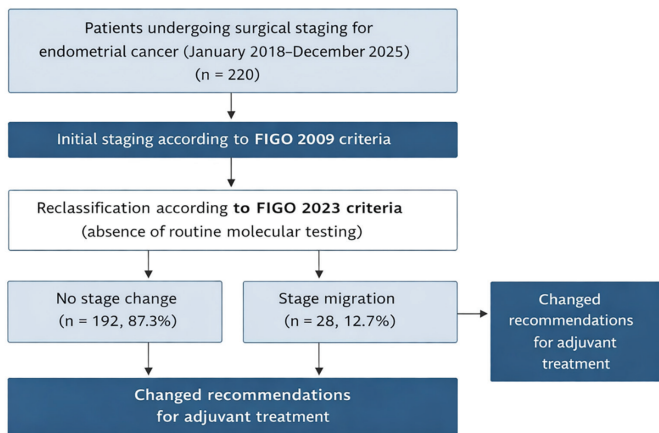 Patients undergoing surgical staging for
endometrial cancer (January 2018–December 2025)
(n = 220)
Initial staging according to FIGO 2009 criteria
Reclassification according to FIGO 2023 criteria
(absence of routine molecular testing)
No stage change
(n = 192, 87.3%)
Stage migration
(n = 28, 12.7%)
Changed
recommendations
for adjuvant
treatment
Changed recommendations
for adjuvant treatment